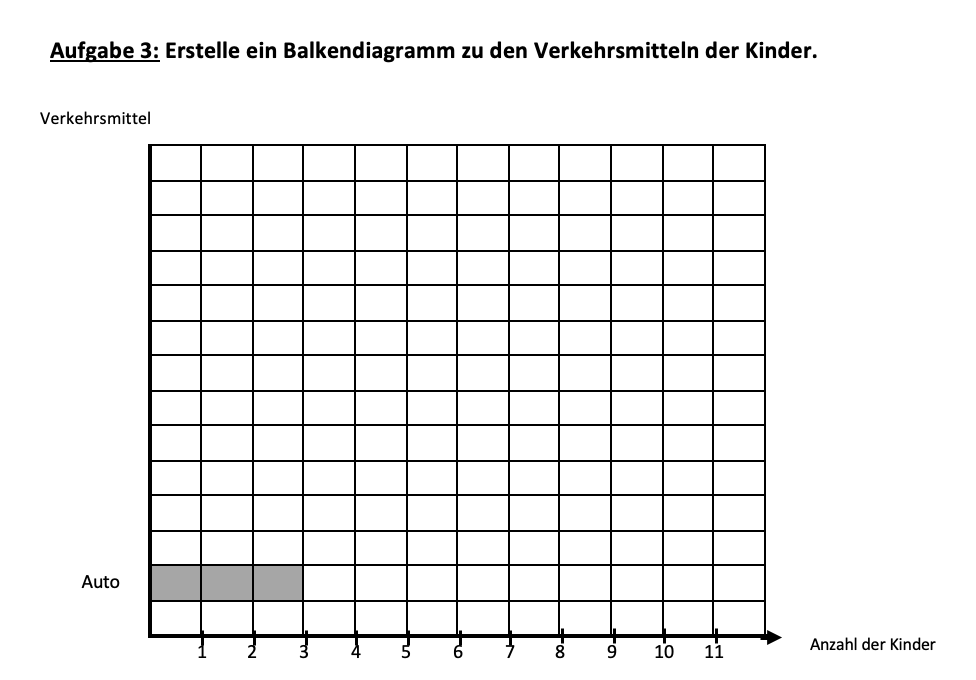 Aufgabe 3: Erstelle ein Balkendiagramm zu den Verkehrsmitteln der Kinder.
Verkehrsmittel
Auto
1 2 3 4 5 6 7 8 9 10 11
Anzahl der Kinder